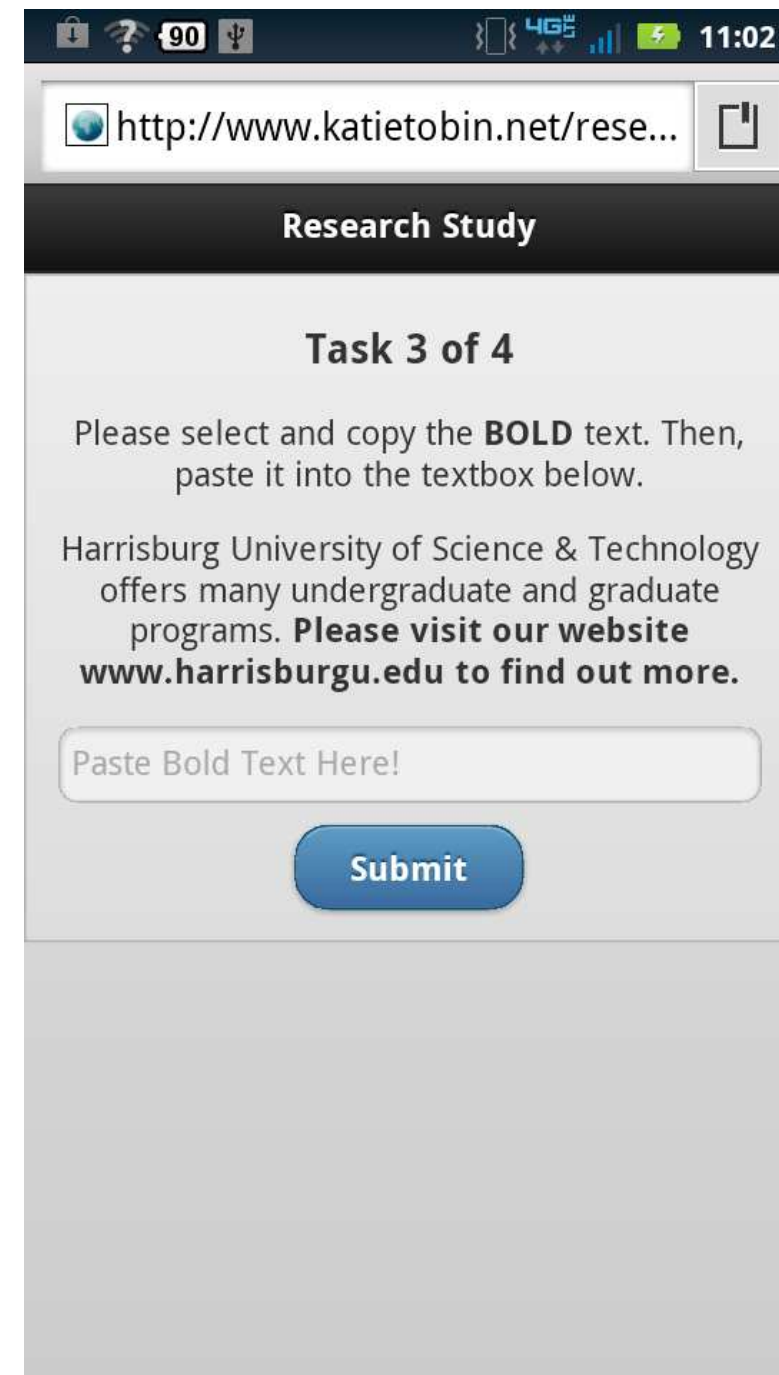 90 4G LTE 11:02
http://www.katietobin.net/rese...
Research Study
Task 3 of 4
Please select and copy the BOLD text. Then,
paste it into the textbox below.
Harrisburg University of Science & Technology
offers many undergraduate and graduate
programs. Please visit our website
www.harrisburgu.edu to find out more.
Paste Bold Text Here!
Submit